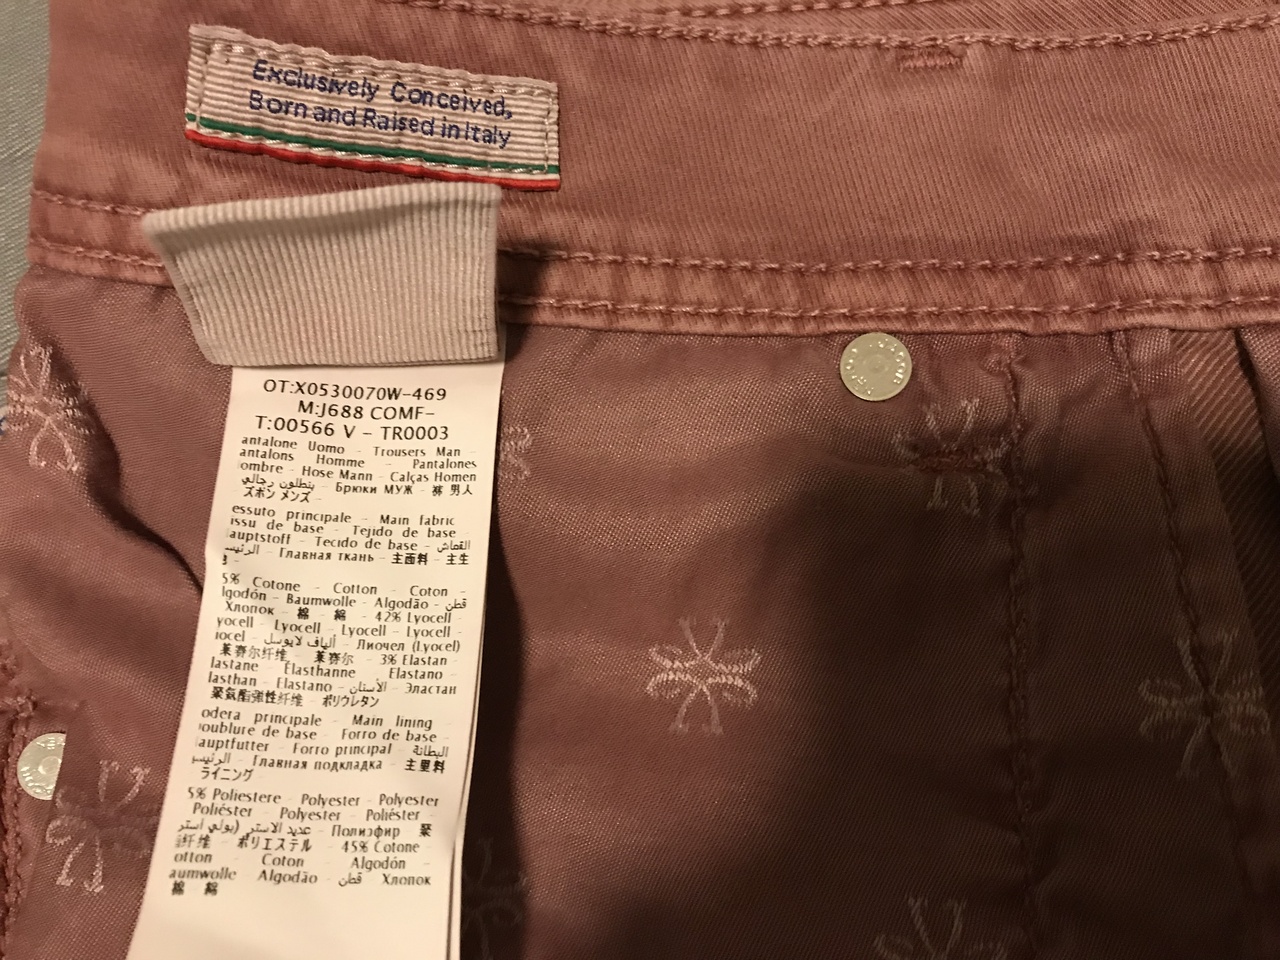 Exclusively Conceived,
Born and Raised in Italy
OT:X0530070W-469
M:J688 COMF-
T:00566 V - TR0003
antalone Uomo - Trousers Man -
antalons Homme - Pantalones
ombre - Hose Mann - Calças Homen
بنطلون رجالي - Брюки МУЖ - 裤 男人
ズボン メンズ -
essuto principale - Main fabric
issu de base - Tejido de base
auptstoff - Tecido de base - القماش
الرئيسي - Главная ткань - 主面料 - 主生
5% Cotone - Cotton - Coton -
lgodón - Baumwolle - Algodão - قطن
Хлопок - 棉 - 綿 - 42% Lyocell
yocell - Lyocell - Lyocell - Lyocell -
iocel - ألياف لايوسل - Лиочел (Lyocel)
莱赛尔纤维 - 莱赛尔 - 3% Elastan
lastane - Élasthanne - Elastano -
lasthan - Elastano - الأستان - Эластан
聚氨酯弹性纤维 - ポリウレタン
odera principale - Main lining
oublure de base - Forro de base -
auptfutter - Forro principal - البطانة
الرئيسي - Главная подкладка - 主里料
ライニング
5% Poliestere - Polyester - Polyester
Poliéster - Polyester - Poliéster -
عديد الاستر (بولي استر - Полиэфир 聚
纤维 - ポリエステル - 45% Cotone
otton - Coton - Algodón -
aumwolle - Algodão - قطن - Хлопок
棉 綿